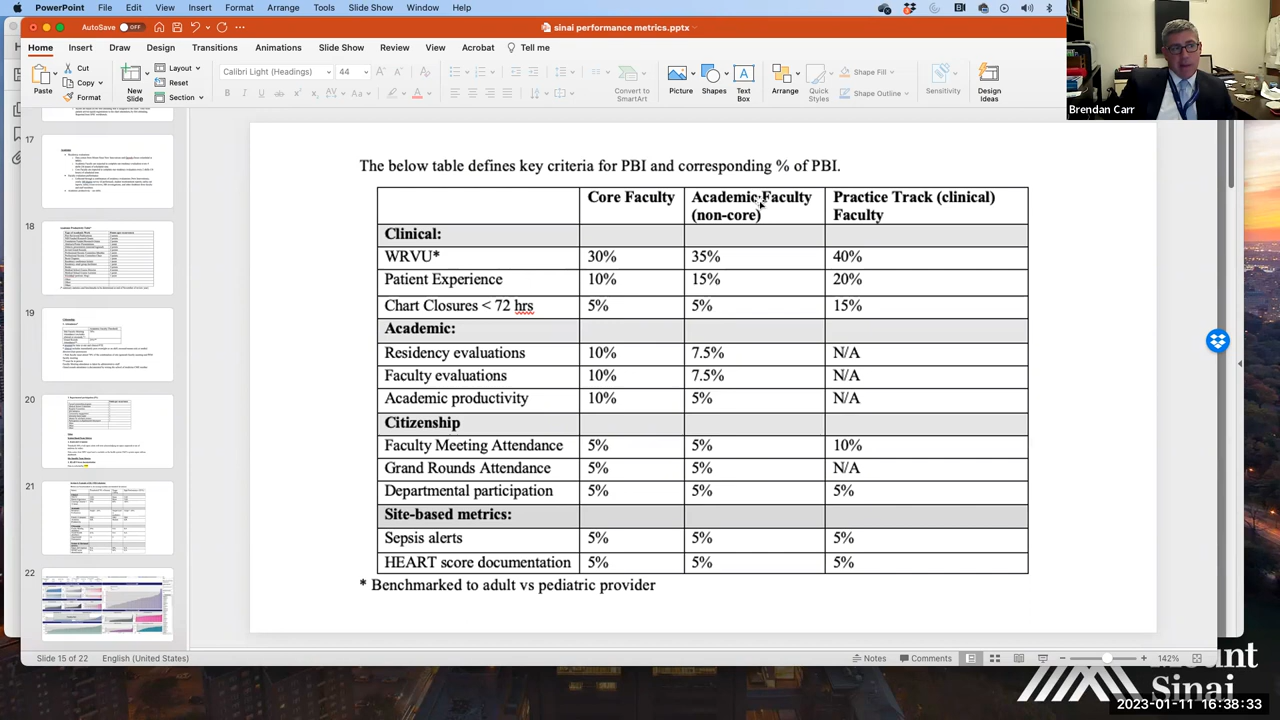 PowerPoint File Edit View Insert Format Arrange Tools Slide Show Window Help
AutoSave OFF
sinai performance metrics.pptx
Home Insert Draw Design Transitions Animations Slide Show Review View Acrobat Tell me
Paste
Cut
Copy
Format
New Slide
Layout
Reset
Section
Calibri Light (Headings) 44
Convert to SmartArt
Picture
Shapes
Text Box
Arrange
Quick Styles
Shape Fill
Shape Outline
Sensitivity
Design Ideas
Brendan Carr
17
18
19
20
21
22
The below table defines key criteria for PBI and corresponding % of PBI
Core Faculty Academic Faculty (non-core) Practice Track (clinical) Faculty
Clinical:
WRVU* 30% 35% 40%
Patient Experience 10% 15% 20%
Chart Closures < 72 hrs 5% 5% 15%
Academic:
Residency evaluations 10% 7.5% N/A
Faculty evaluations 10% 7.5% N/A
Academic productivity 10% 5% N/A
Citizenship
Faculty Meeting Attendance 5% 5% 10%
Grand Rounds Attendance 5% 5% N/A
Departmental participation 5% 5% 5%
Site-based metrics:
Sepsis alerts 5% 5% 5%
HEART score documentation 5% 5% 5%
* Benchmarked to adult vs pediatric provider
Slide 15 of 22 English (United States)
Notes Comments 142%
Mount
Sinai
2023-01-11 16:38:33